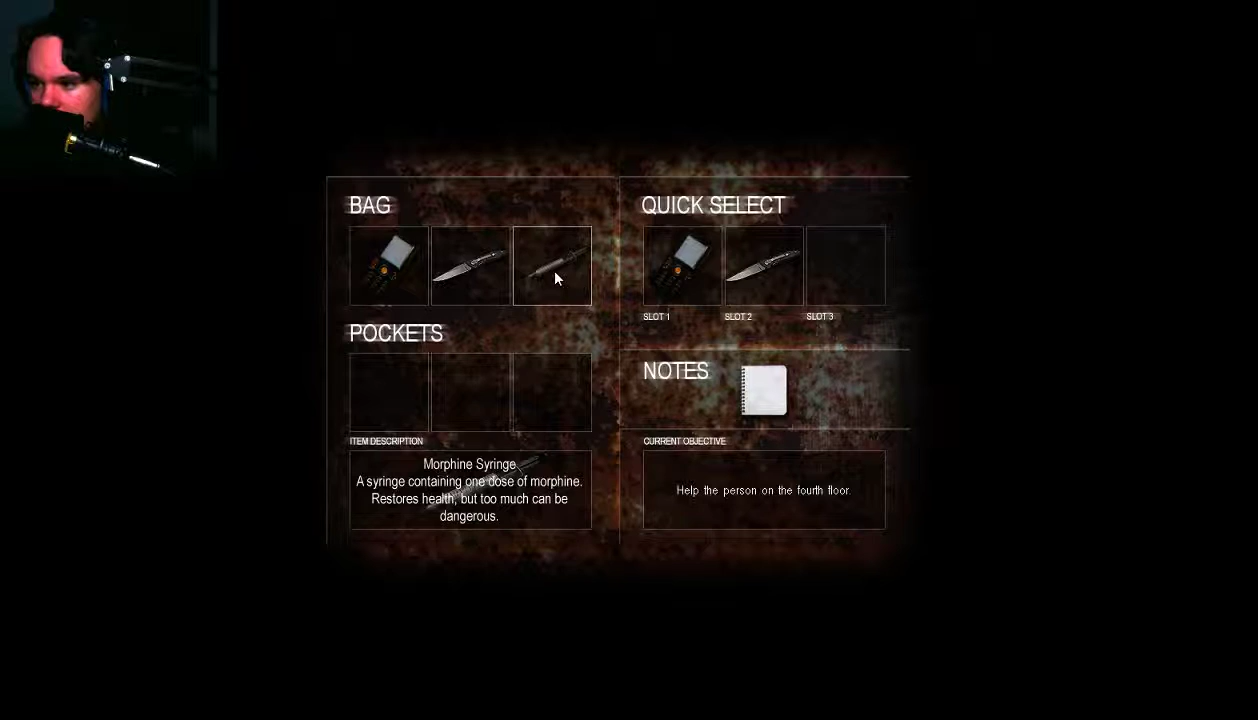 BAG
QUICK SELECT
SLOT 1
SLOT 2
SLOT 3
POCKETS
NOTES
ITEM DESCRIPTION
Morphine Syringe
A syringe containing one dose of morphine.
Restores health, but too much can be
dangerous.
CURRENT OBJECTIVE
Help the person on the fourth floor.